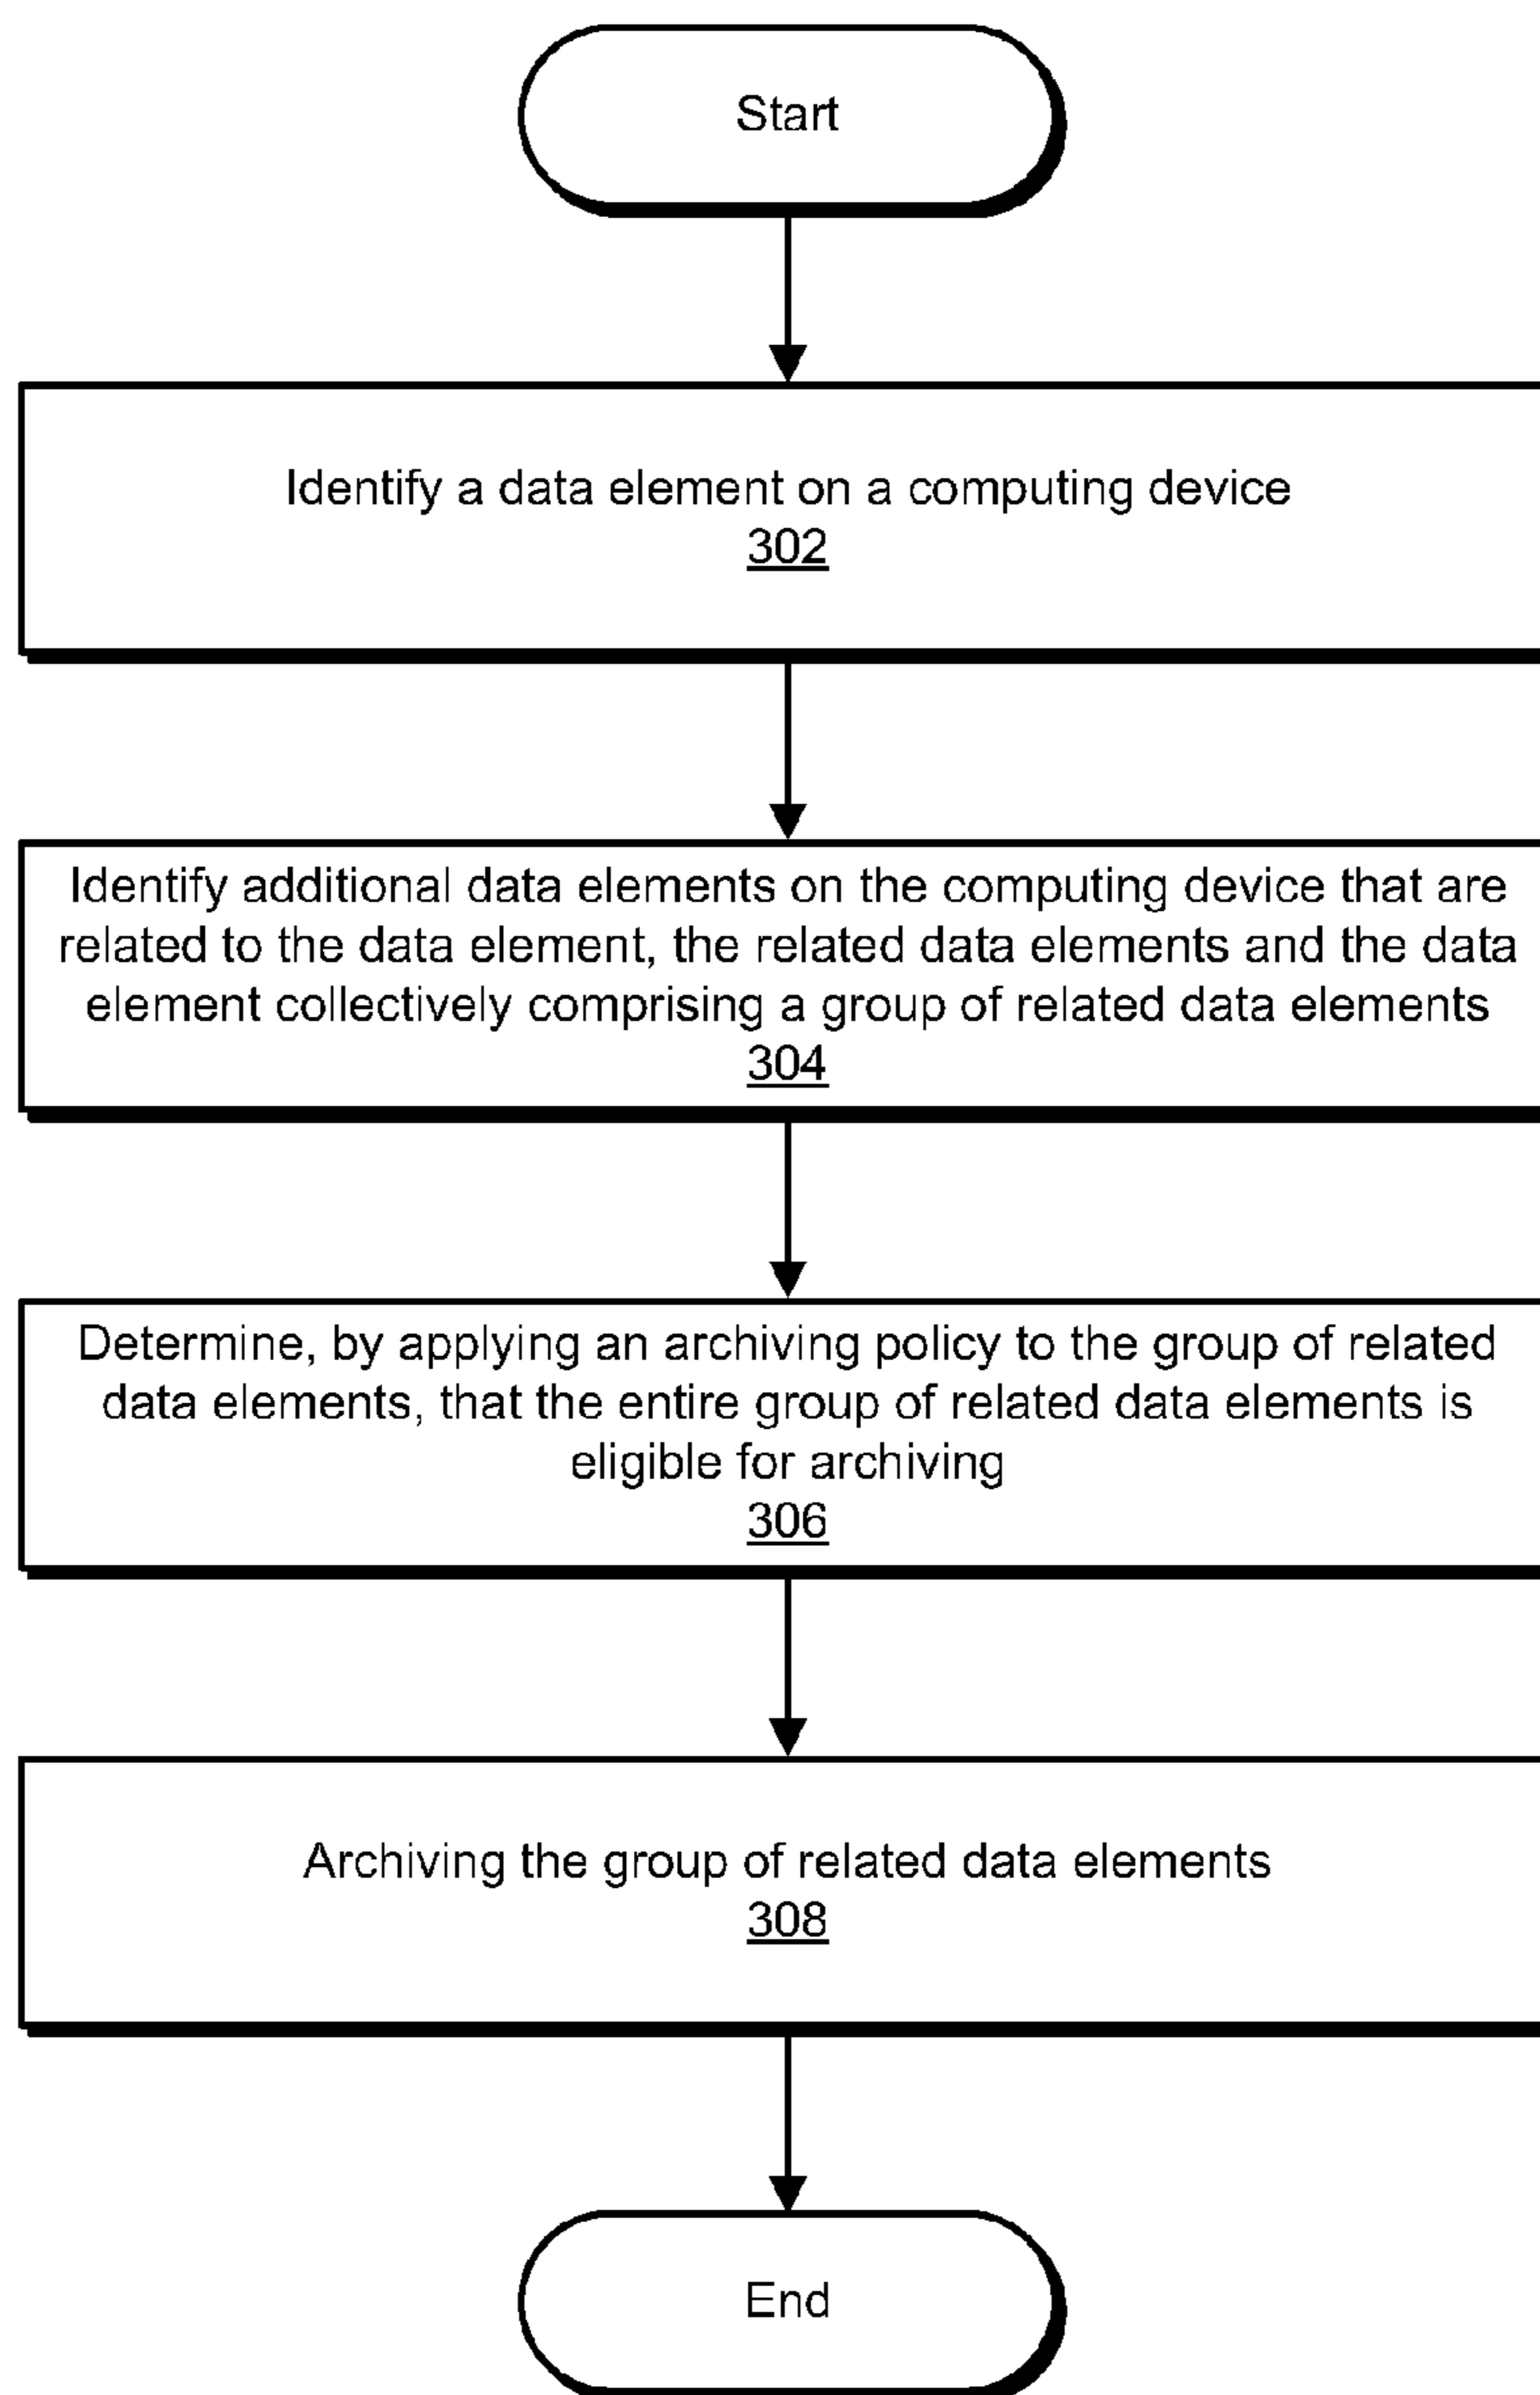 Start
Identify a data element on a computing device
302
Identify additional data elements on the computing device that are
related to the data element, the related data elements and the data
element collectively comprising a group of related data elements
304
Determine, by applying an archiving policy to the group of related
data elements, that the entire group of related data elements is
eligible for archiving
306
Archiving the group of related data elements
308
End